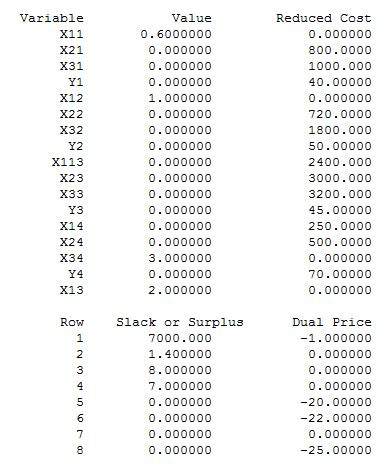 Variable Value Reduced Cost
X11 0.6000000 0.000000
X21 0.000000 800.0000
X31 0.000000 1000.000
Y1 0.000000 40.00000
X12 1.000000 0.000000
X22 0.000000 720.0000
X32 0.000000 1800.000
Y2 0.000000 50.00000
X113 0.000000 2400.000
X23 0.000000 3000.000
X33 0.000000 3200.000
Y3 0.000000 45.00000
X14 0.000000 250.0000
X24 0.000000 500.0000
X34 3.000000 0.000000
Y4 0.000000 70.00000
X13 2.000000 0.000000
Row Slack or Surplus Dual Price
1 7000.000 -1.000000
2 1.400000 0.000000
3 8.000000 0.000000
4 7.000000 0.000000
5 0.000000 -20.00000
6 0.000000 -22.00000
7 0.000000 0.000000
8 0.000000 -25.00000